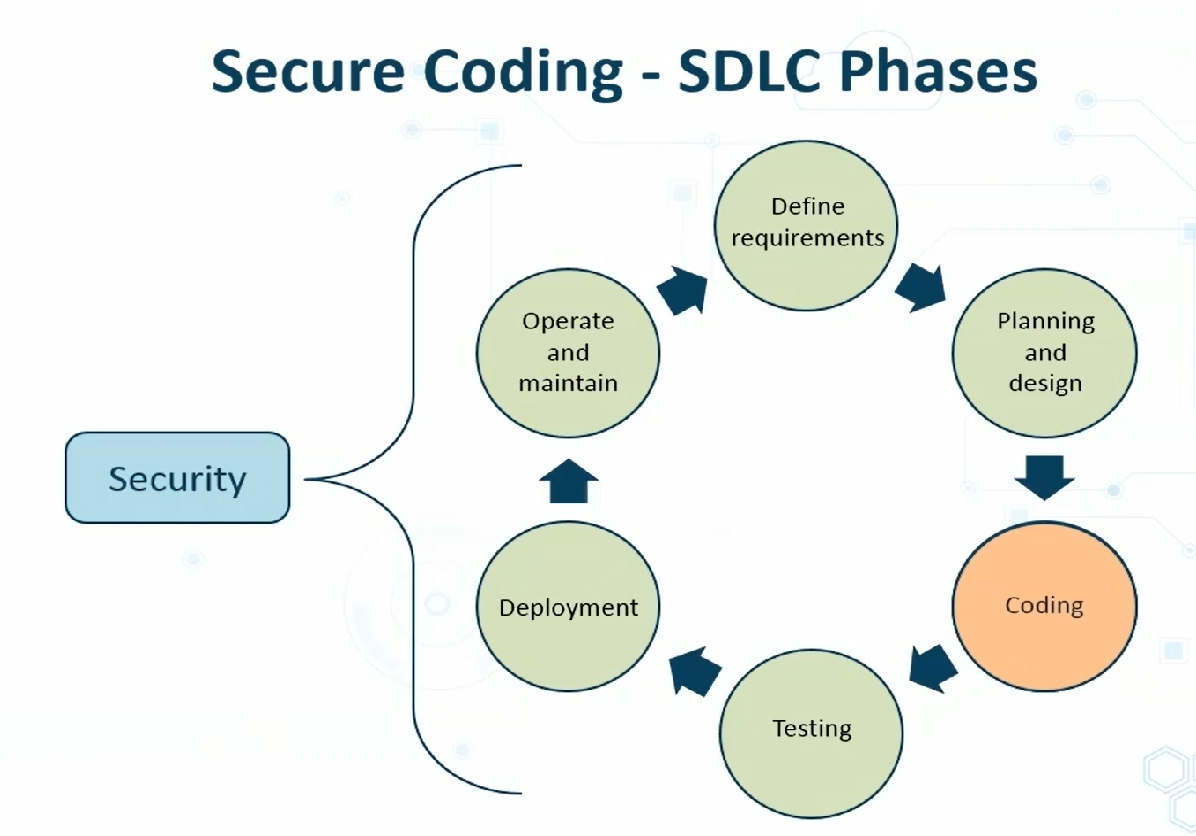 Secure Coding - SDLC Phases
Define
requirements
Planning
and
design
Coding
Testing
Deployment
Operate
and
maintain
Security